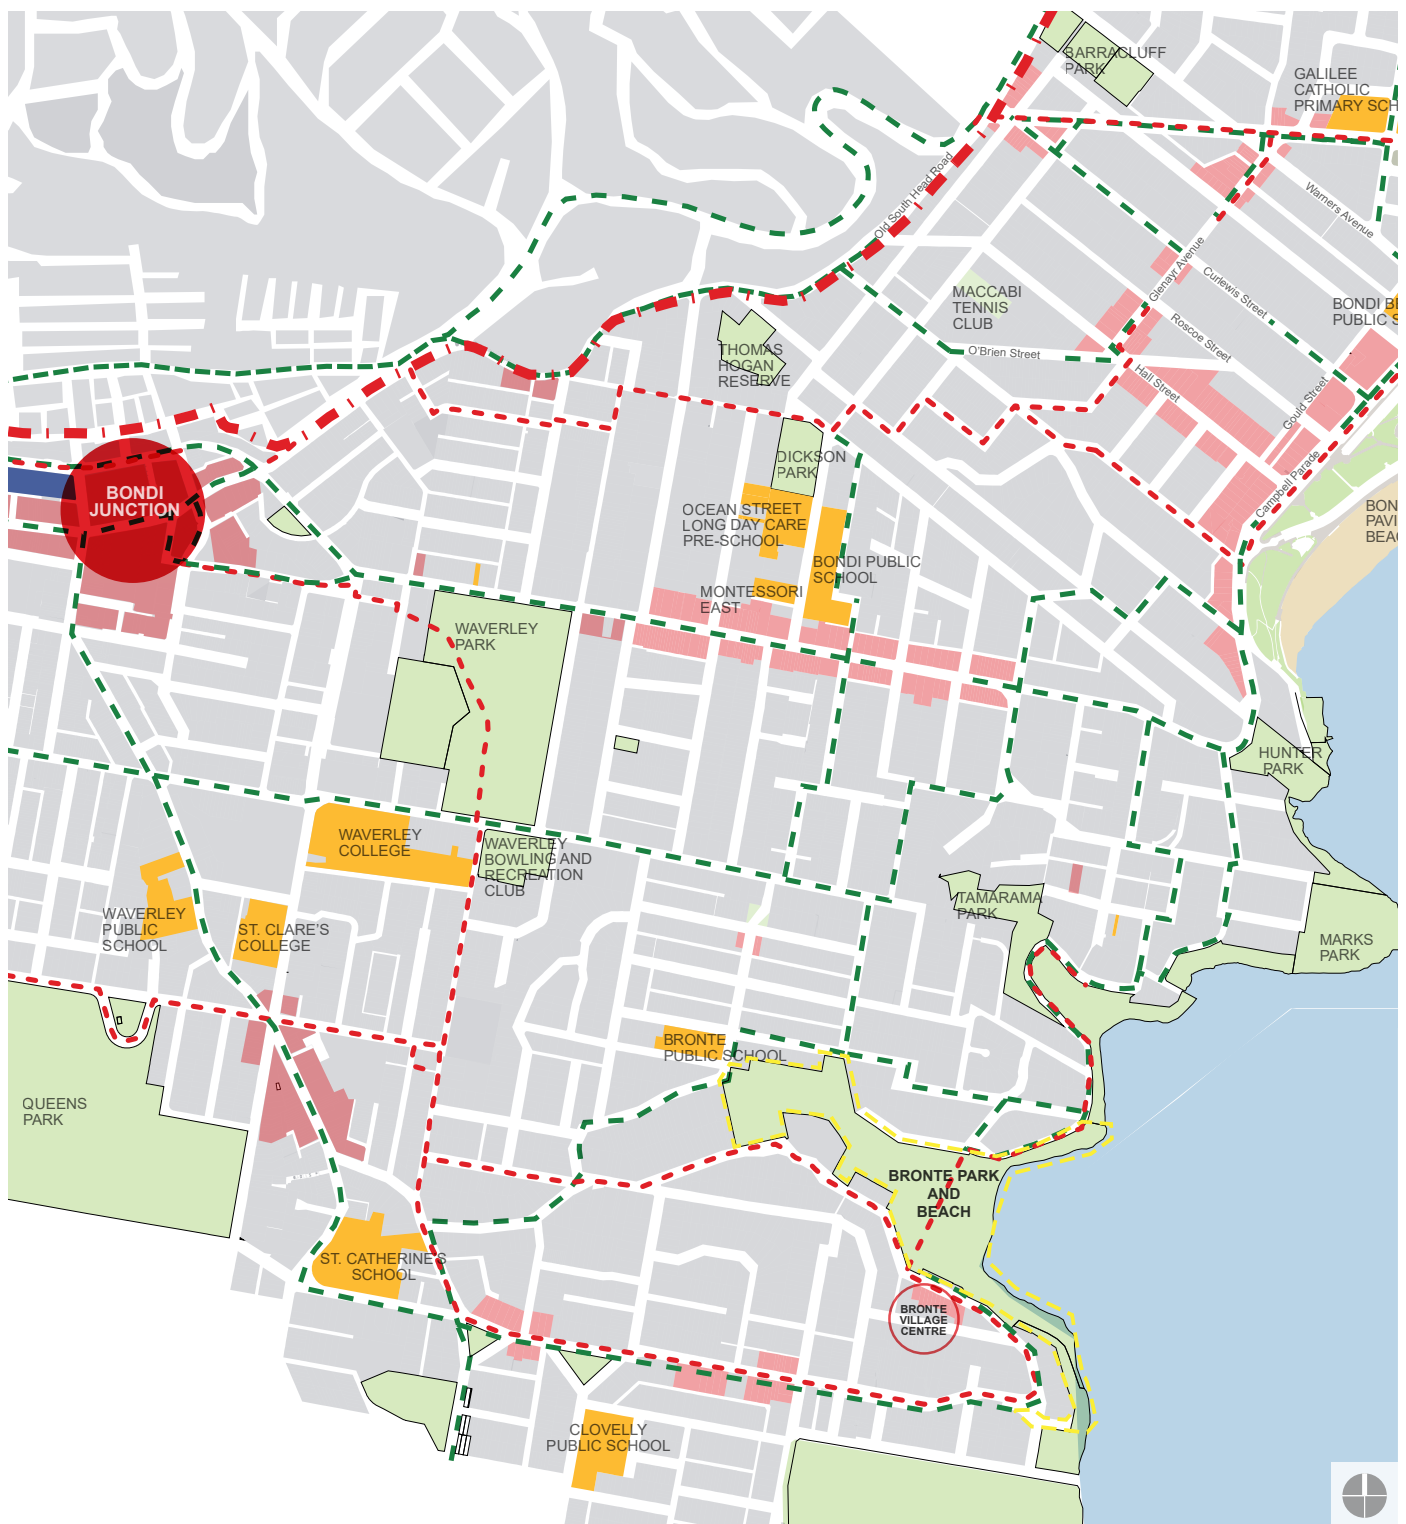 BARRACLUFF
PARK
GALILEE
CATHOLIC
PRIMARY SCH
Old South Head Road
Warners Avenue
Glenayr Avenue
Curlewis Street
MACCABI
TENNIS
CLUB
BONDI BE
PUBLIC S
Roscoe Street
O'Brien Street
THOMAS
HOGAN
RESERVE
Hall Street
Gould Street
DICKSON
PARK
Campbell Parade
BONDI
JUNCTION
OCEAN STREET
LONG DAY CARE
PRE-SCHOOL
BON
PAVI
BEAC
BONDI PUBLIC
SCHOOL
MONTESSORI
EAST
WAVERLEY
PARK
HUNTER
PARK
WAVERLEY
COLLEGE
WAVERLEY
BOWLING AND
RECREATION
CLUB
TAMARAMA
PARK
WAVERLEY
PUBLIC
SCHOOL
ST. CLARE'S
COLLEGE
MARKS
PARK
BRONTE
PUBLIC SCHOOL
QUEENS
PARK
BRONTE PARK
AND
BEACH
ST. CATHERINE'S
SCHOOL
BRONTE
VILLAGE
CENTRE
CLOVELLY
PUBLIC SCHOOL